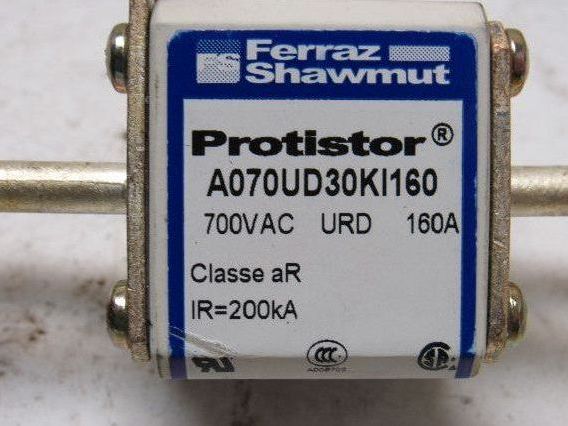 Ferraz
Shawmut
Protistor®
A070UD30KI160
700VAC URD 160A
Classe aR
IR=200kA